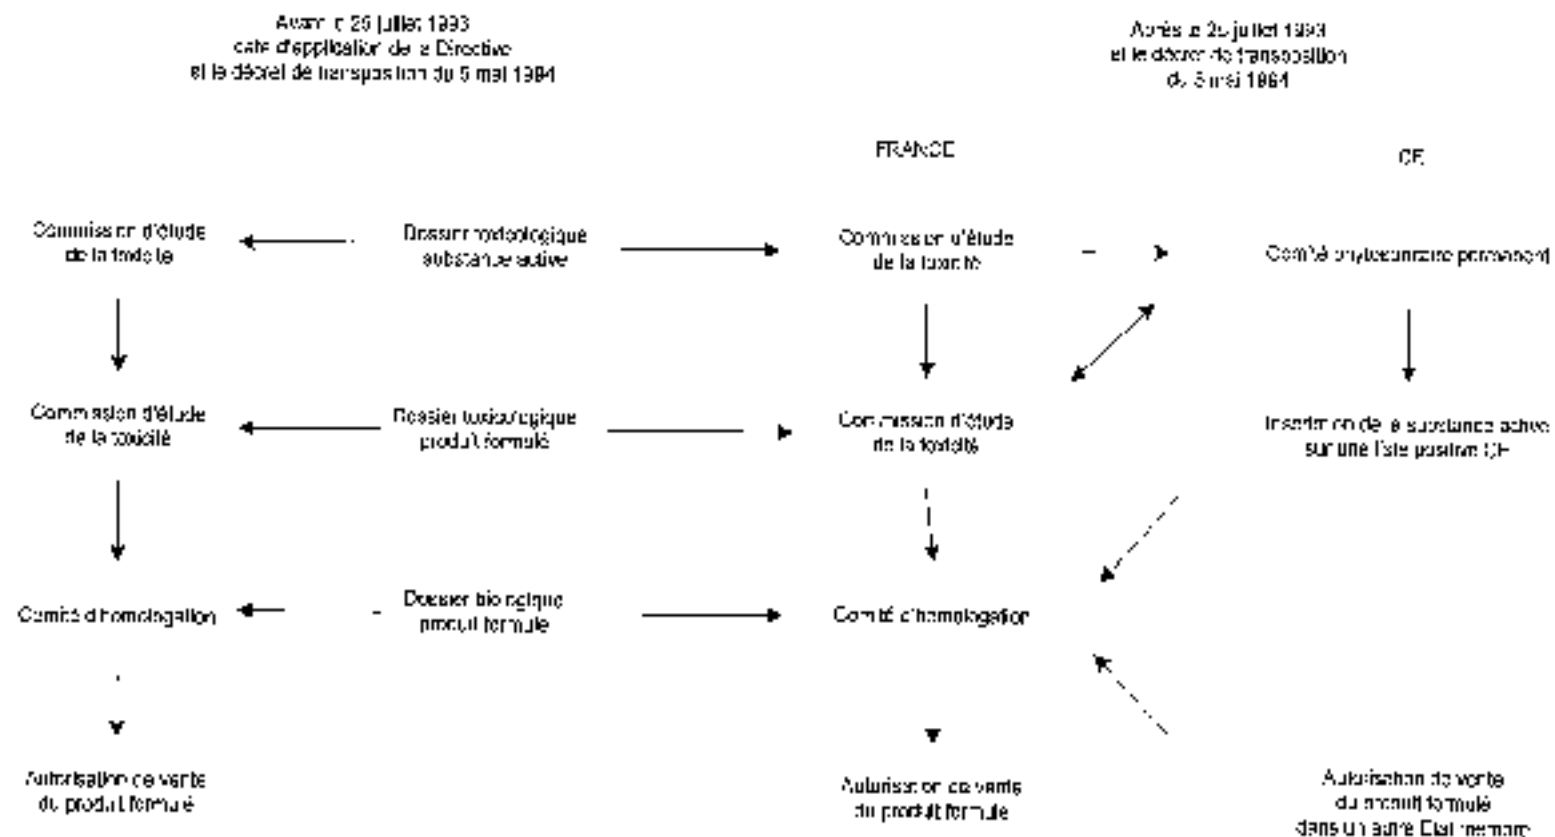 Avant le 25 juillet 1993
date d'application de la Directive
et le décret de transposition du 5 mai 1994
Après le 25 juillet 1993
et le décret de transposition
du 5 mai 1994
FRANCE
CE
Commission d'étude
de la toxicité
Dossier toxicologique
substance active
Commission d'étude
de la toxicité
Comité phytosanitaire permanent
Commission d'étude
de la toxicité
Dossier toxicologique
produit formulé
Commission d'étude
de la toxicité
Inscription de la substance active
sur une liste positive CE
Comité d'homologation
Dossier biologique
produit formulé
Comité d'homologation
Autorisation de vente
du produit formulé
Autorisation de vente
du produit formulé
Autorisation de vente
du produit formulé
dans un autre Etat membre